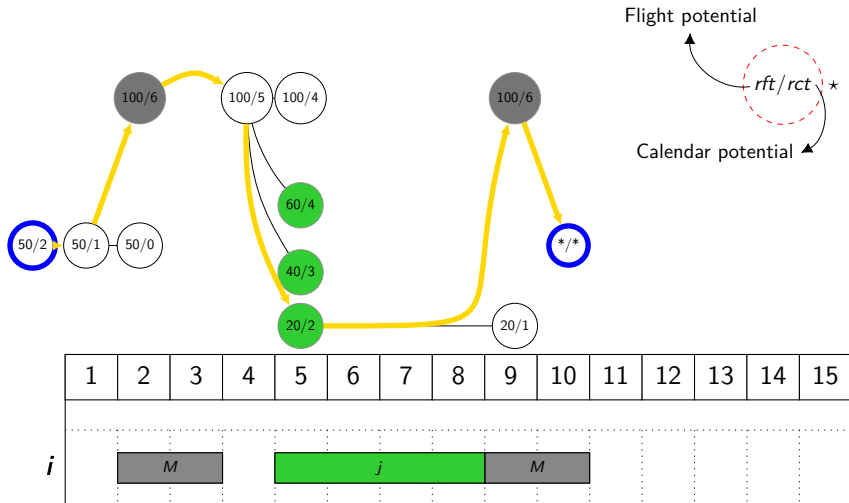 Flight potential
rft/rct ⋆
Calendar potential
100/6 100/5 100/4 100/6
60/4
50/2 50/1 50/0 */*
40/3
20/2 20/1
1 2 3 4 5 6 7 8 9 10 11 12 13 14 15
i M j M